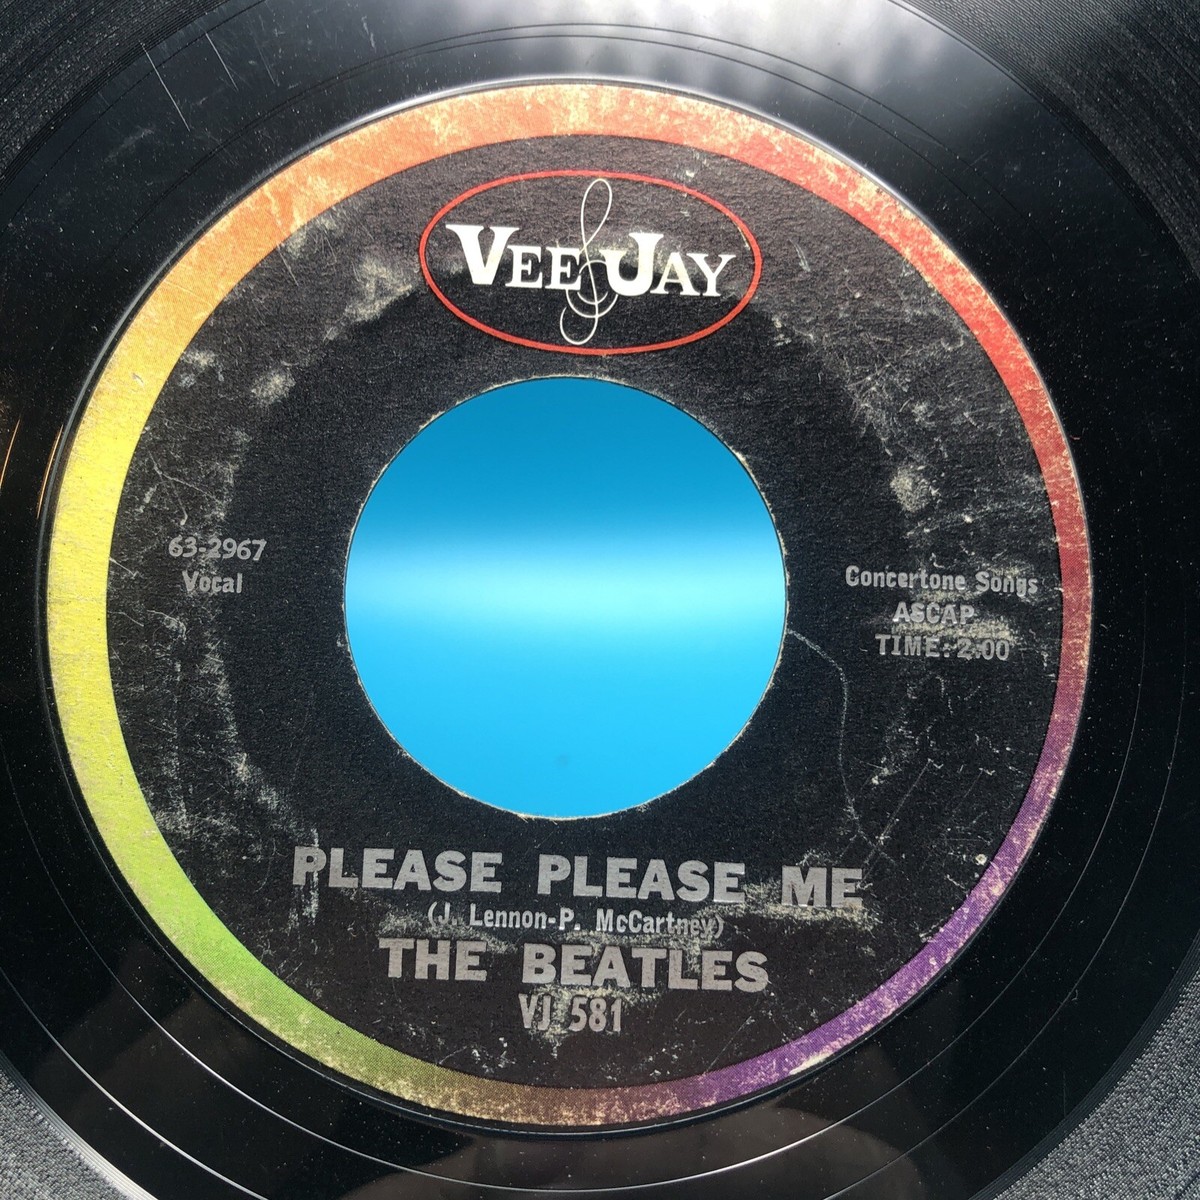 VEE JAY
63-2967
Vocal
Concertone Songs
ASCAP
TIME: 2:00
PLEASE PLEASE ME
(J. Lennon-P. McCartney)
THE BEATLES
VJ 581